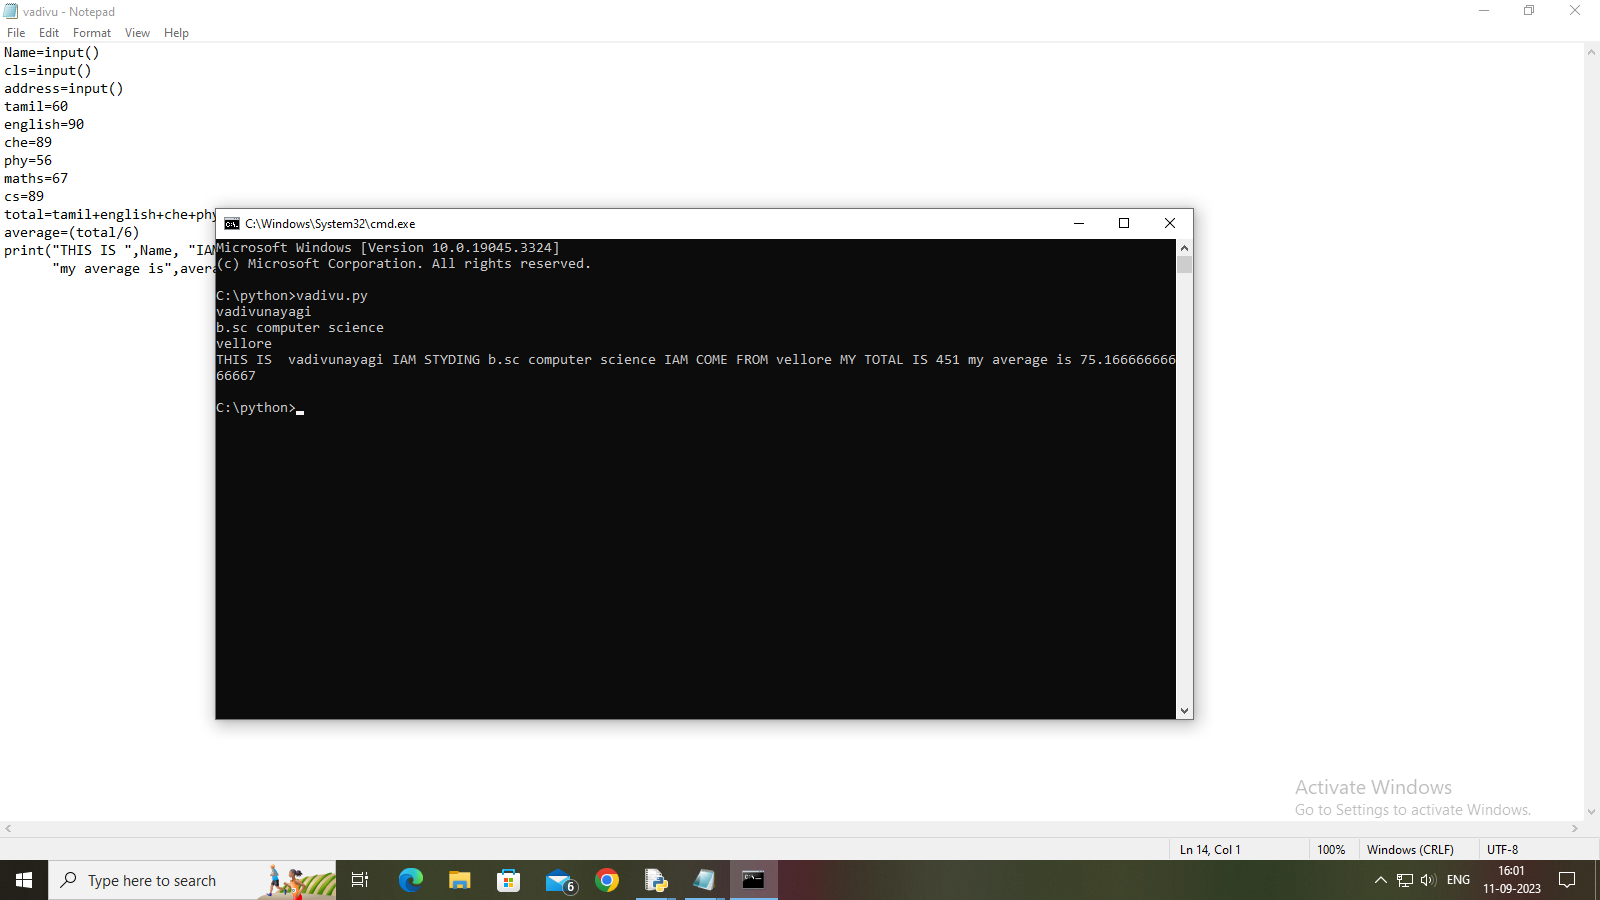 vadivu - Notepad
File Edit Format View Help
Name=input()
cls=input()
address=input()
tamil=60
english=90
che=89
phy=56
maths=67
cs=89
total=tamil+english+che+phy
average=(total/6)
print("THIS IS ",Name, "IAM
"my average is",avera
C:\Windows\System32\cmd.exe
Microsoft Windows [Version 10.0.19045.3324]
(c) Microsoft Corporation. All rights reserved.
C:\python>vadivu.py
vadivunayagi
b.sc computer science
vellore
THIS IS  vadivunayagi IAM STYDING b.sc computer science IAM COME FROM vellore MY TOTAL IS 451 my average is 75.166666666
66667
C:\python>
Activate Windows
Go to Settings to activate Windows.
Ln 14, Col 1 100% Windows (CRLF) UTF-8
Type here to search
6
ENG
16:01
11-09-2023